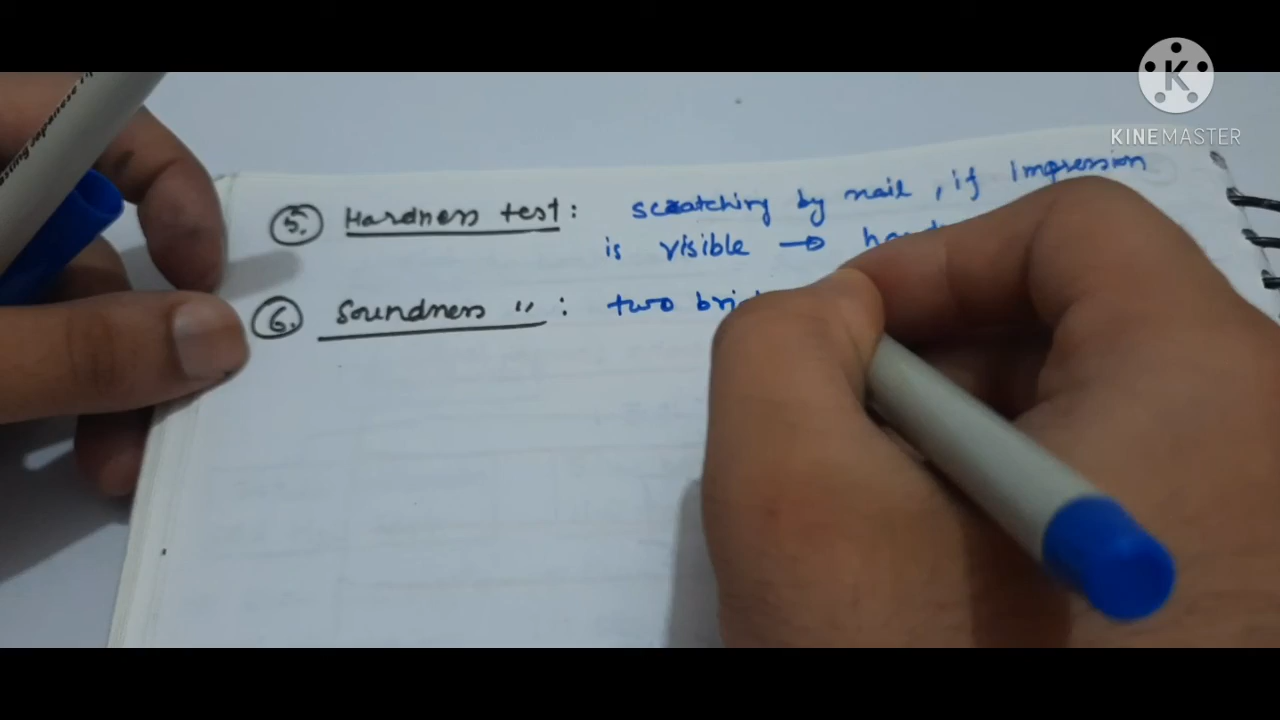 KINEMASTER
5. Hardness test : scratching by nail , if Impression
is visible →
6. Soundness " : two